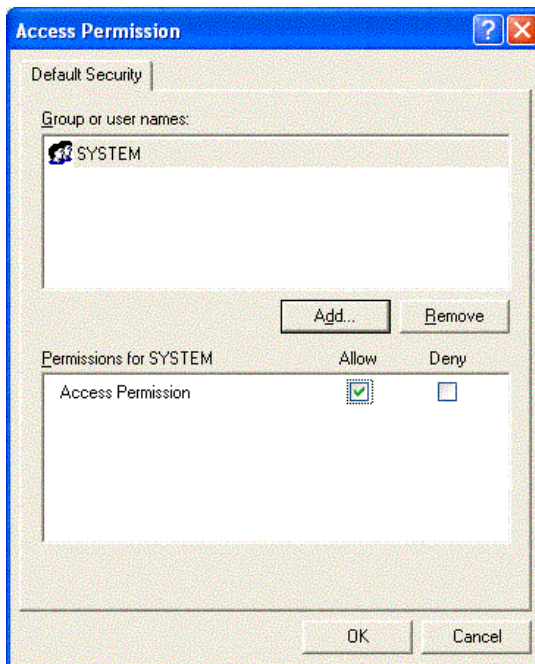 Access Permission
Default Security
Group or user names:
SYSTEM
Add... Remove
Permissions for SYSTEM Allow Deny
Access Permission
OK Cancel